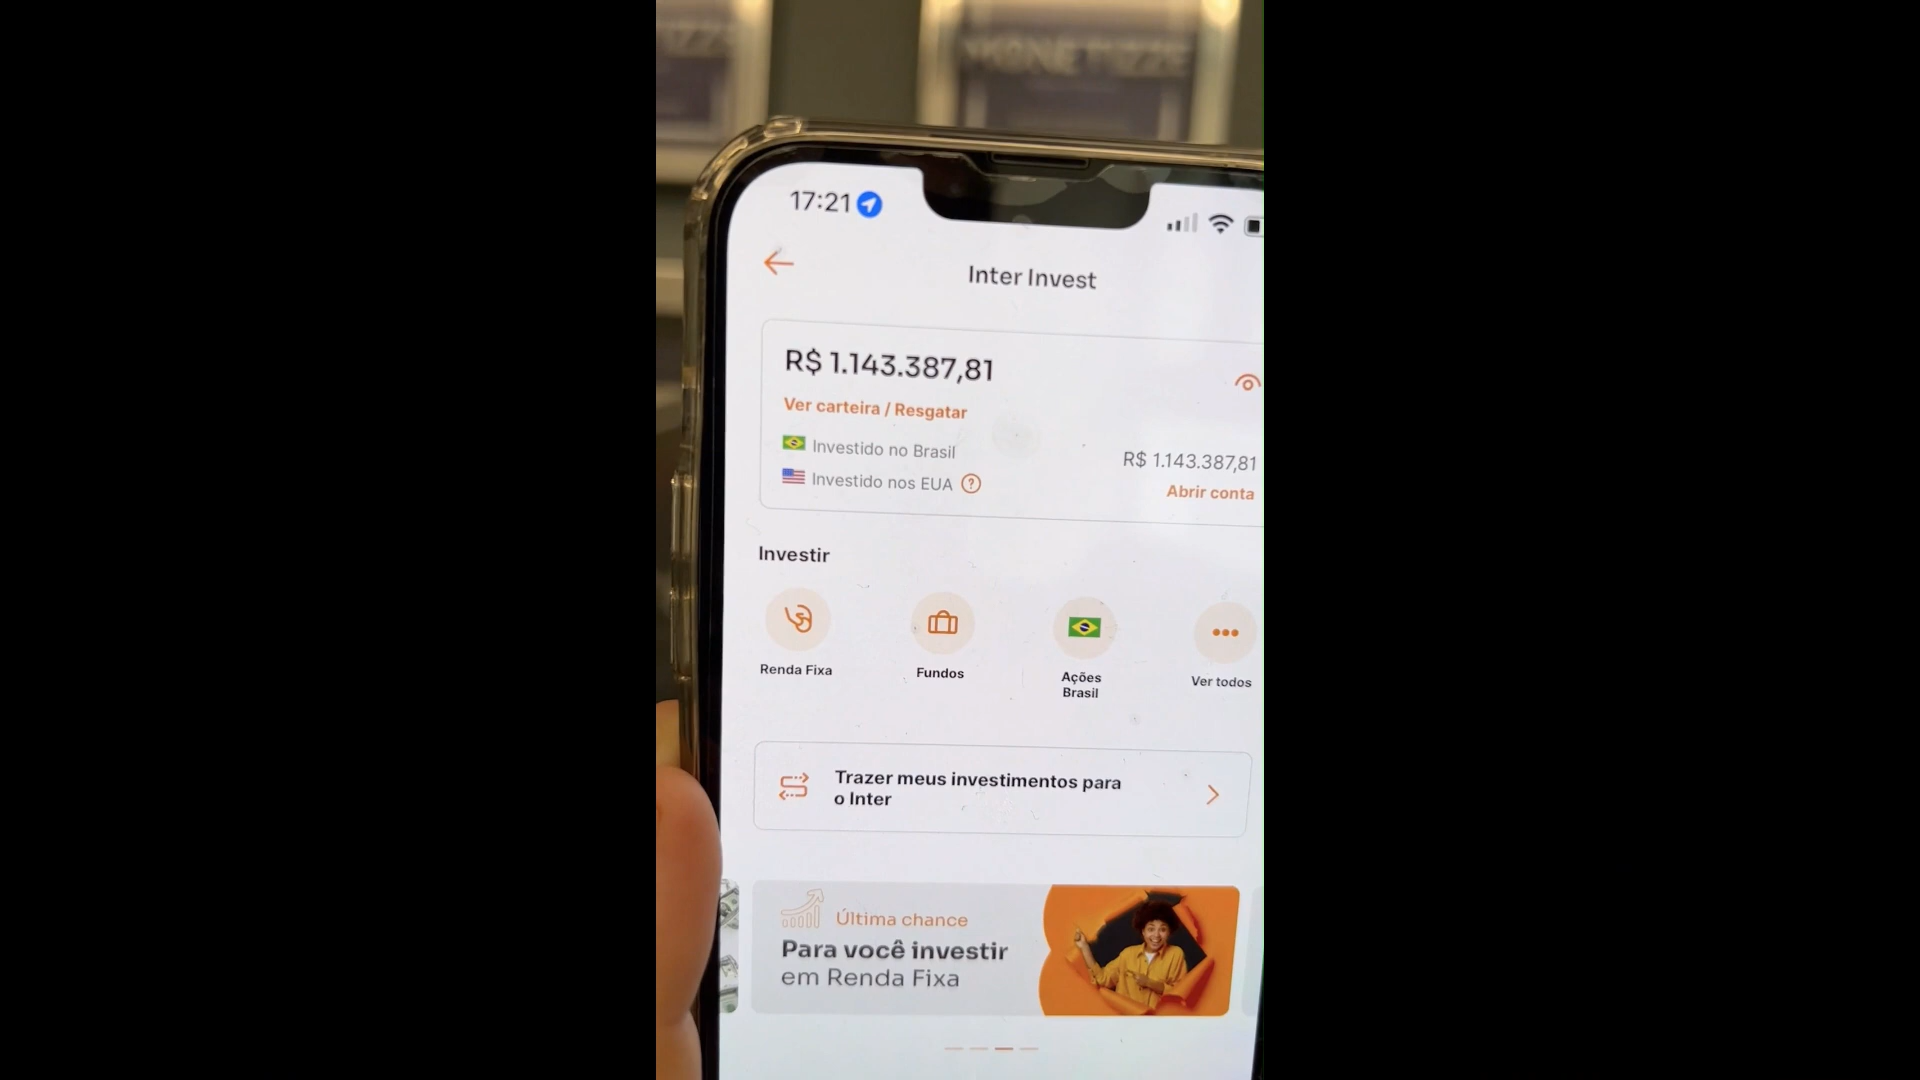 17:21
Inter Invest
R$ 1.143.387,81
Ver carteira / Resgatar
Investido no Brasil
R$ 1.143.387,81
Investido nos EUA ?
Abrir conta
Investir
Renda Fixa
Fundos
Ações
Brasil
Ver todos
Trazer meus investimentos para
o Inter
Última chance
Para você investir
em Renda Fixa